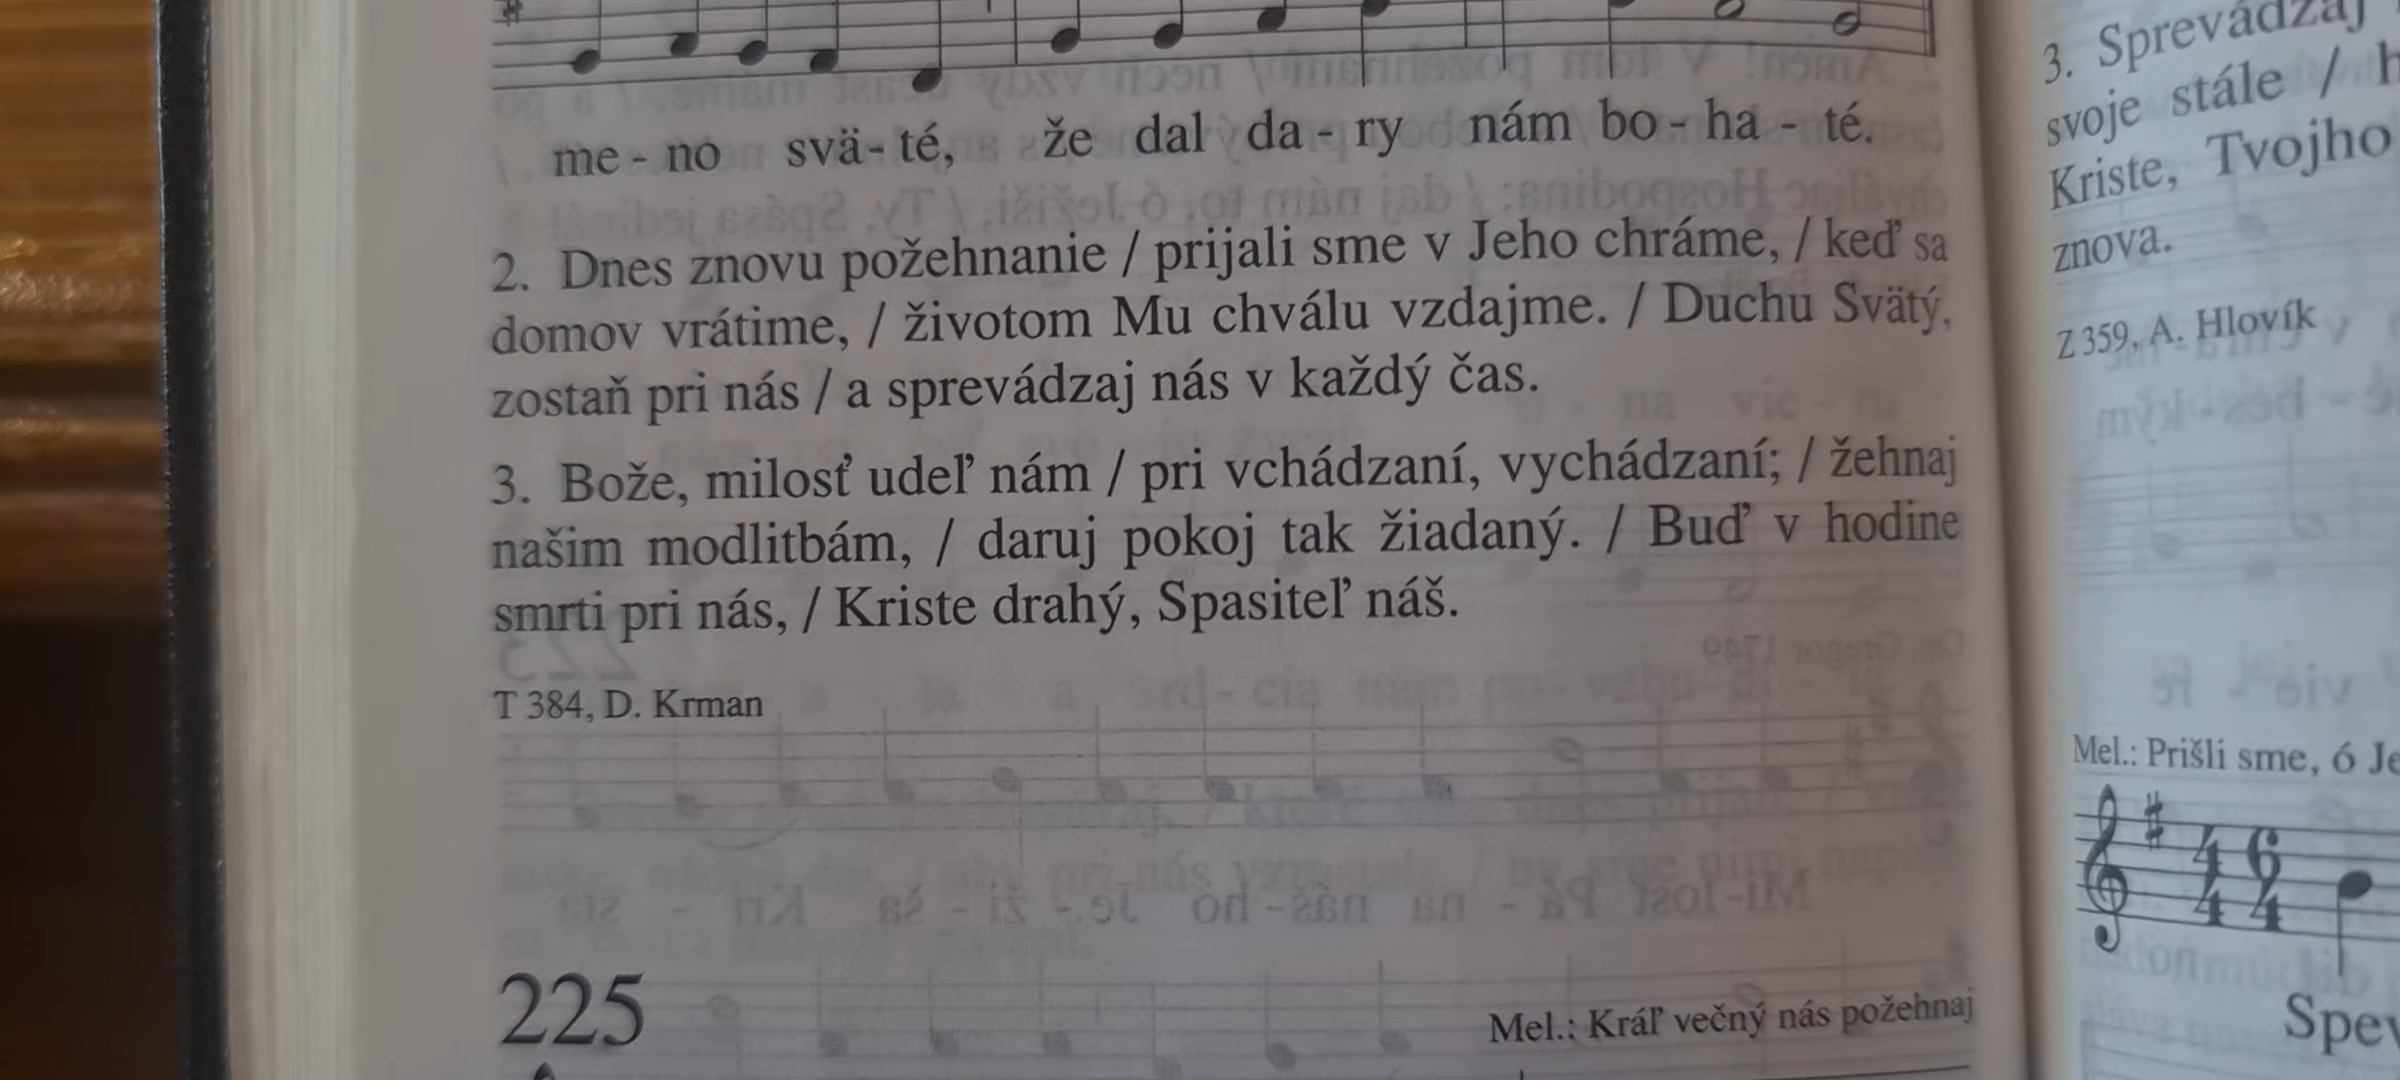 me - no svä - té, že dal da - ry nám bo - ha - té.
2. Dnes znovu požehnanie / prijali sme v Jeho chráme, / keď sa
domov vrátime, / životom Mu chválu vzdajme. / Duchu Svätý,
zostaň pri nás / a sprevádzaj nás v každý čas.
3. Bože, milosť udeľ nám / pri vchádzaní, vychádzaní; / žehnaj
našim modlitbám, / daruj pokoj tak žiadaný. / Buď v hodine
smrti pri nás, / Kriste drahý, Spasiteľ náš.
T 384, D. Krman
225
Mel.: Kráľ večný nás požehnaj
3. Sprevádzaj
svoje stále /
Kriste, Tvojho
znova.
Z 359, A. Hlovík
Mel.: Prišli sme, ó
4 6
4 4